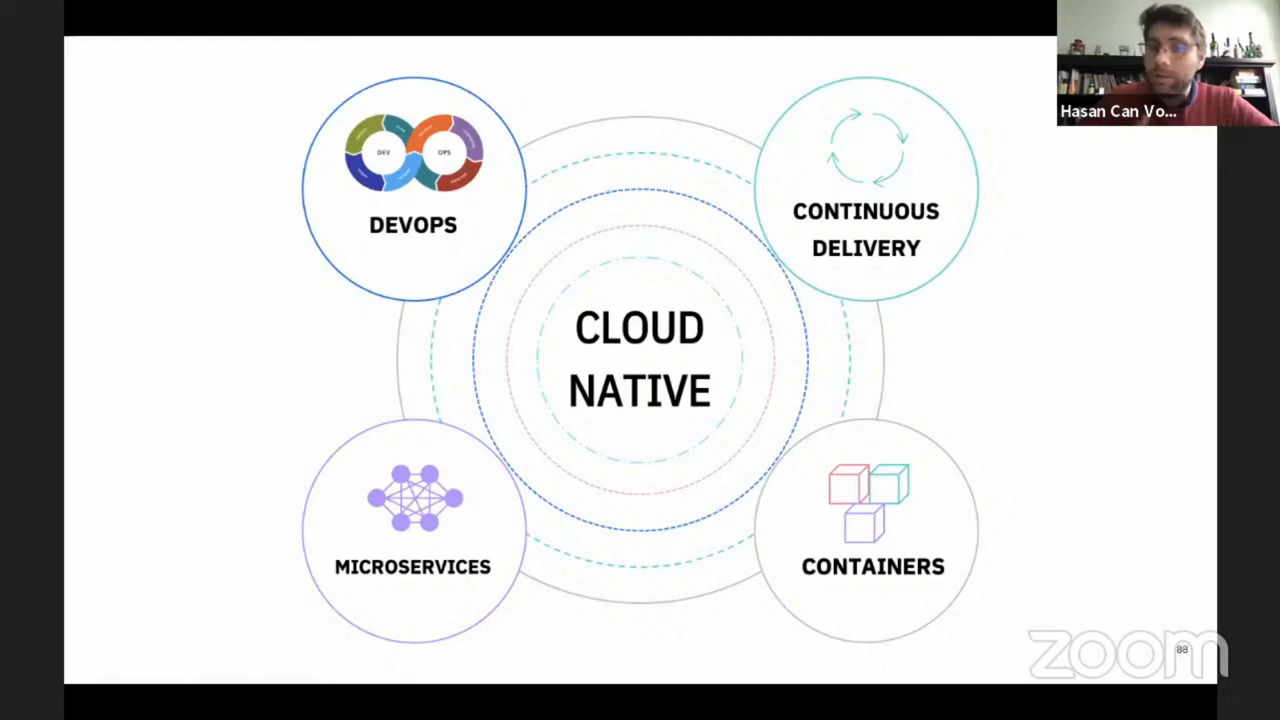 Hasan Can Vo...
DEV
OPS
DEVOPS
CONTINUOUS
DELIVERY
CLOUD
NATIVE
MICROSERVICES
CONTAINERS
zoom
88